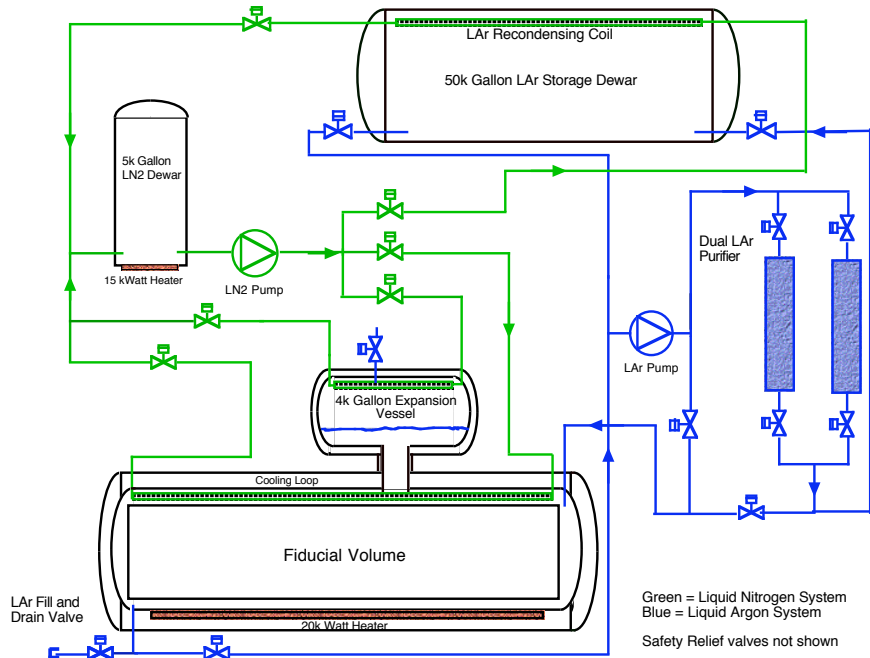 LAr Recondensing Coil
50k Gallon LAr Storage Dewar
5k Gallon
LN2 Dewar
15 kWatt Heater
LN2 Pump
Dual LAr
Purifier
LAr Pump
4k Gallon Expansion
Vessel
Cooling Loop
Fiducial Volume
LAr Fill and
Drain Valve
20k Watt Heater
Green = Liquid Nitrogen System
Blue = Liquid Argon System
Safety Relief valves not shown